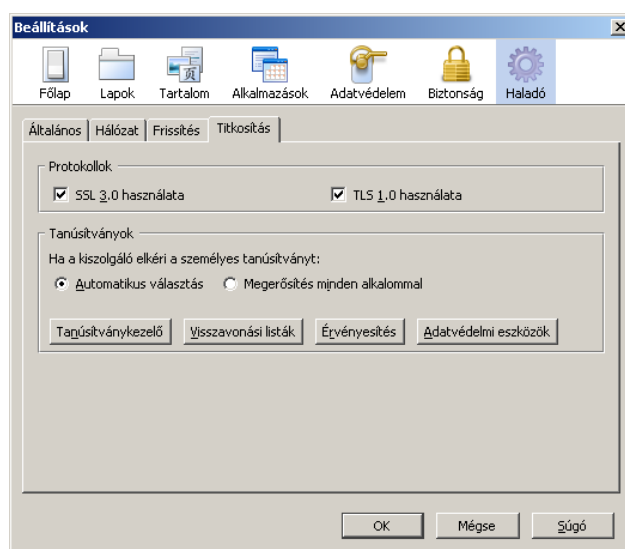 Beállítások
Főlap Lapok Tartalom Alkalmazások Adatvédelem Biztonság Haladó
Általános Hálózat Frissítés Titkosítás
Protokollok
SSL 3.0 használata TLS 1.0 használata
Tanúsítványok
Ha a kiszolgáló elkéri a személyes tanúsítványt:
Automatikus választás Megerősítés minden alkalommal
Tanúsítványkezelő Visszavonási listák Érvényesítés Adatvédelmi eszközök
OK Mégse Súgó